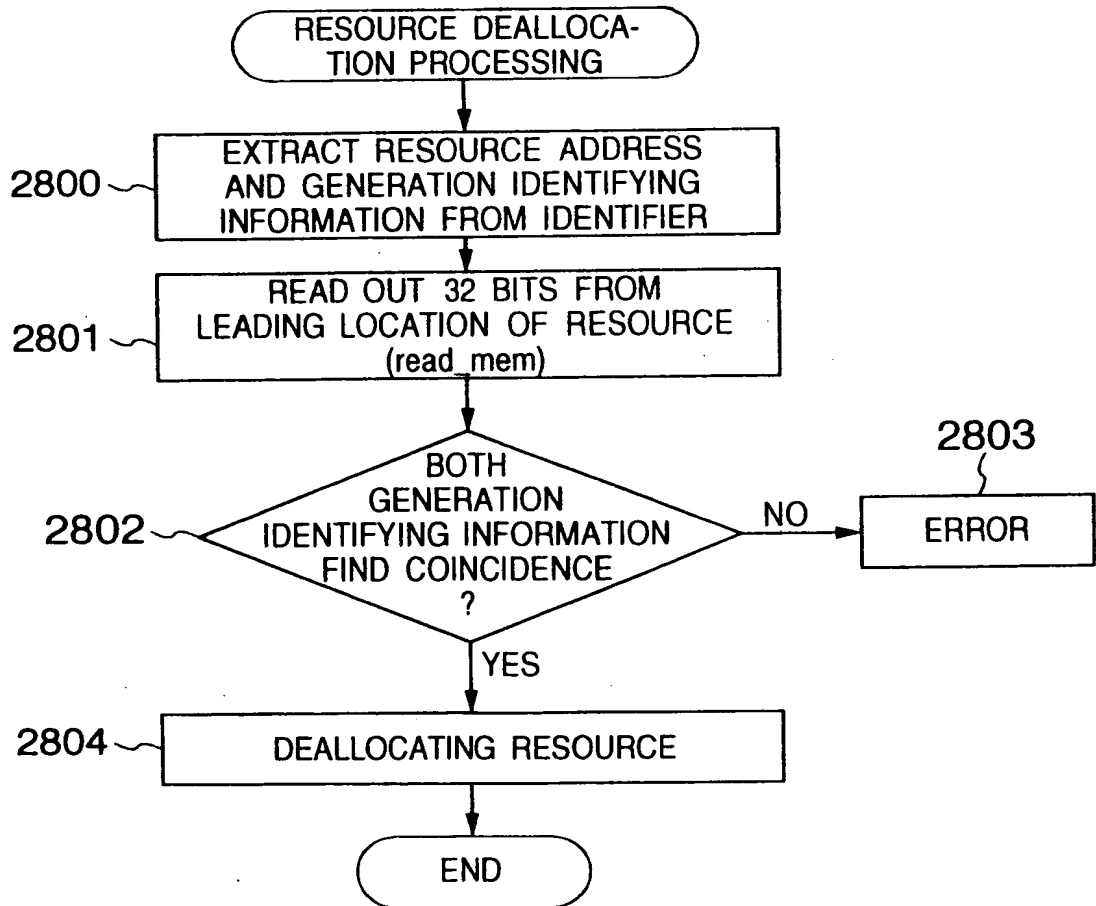 RESOURCE DEALLOCA-
TION PROCESSING
2800
EXTRACT RESOURCE ADDRESS
AND GENERATION IDENTIFYING
INFORMATION FROM IDENTIFIER
2801
READ OUT 32 BITS FROM
LEADING LOCATION OF RESOURCE
(read_mem)
2802
BOTH
GENERATION
IDENTIFYING INFORMATION
FIND COINCIDENCE
?
NO
2803
ERROR
YES
2804
DEALLOCATING RESOURCE
END